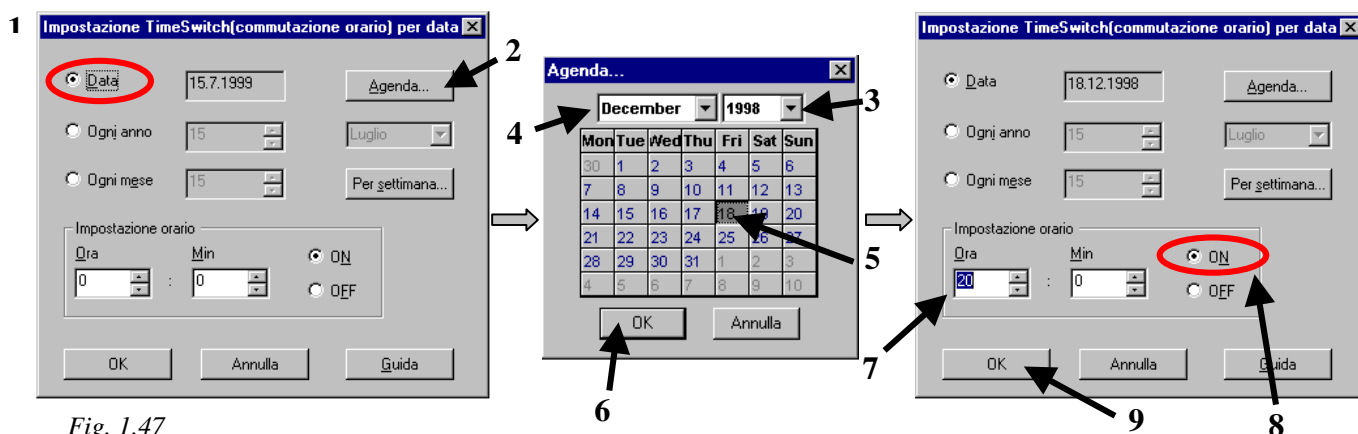 1
Impostazione TimeSwitch(commutazione orario) per data
Data
15.7.1999
Agenda...
2
Ogni anno
15
Luglio
Ogni mese
15
Per settimana...
Impostazione orario
Ora
Min
ON
0
:
0
OFF
OK
Annulla
Guida
Fig. 1.47
Agenda...
December
1998
3
4
Mon Tue Wed Thu Fri Sat Sun
30 1 2 3 4 5 6
7 8 9 10 11 12 13
14 15 16 17 18 19 20
21 22 23 24 25 26 27
28 29 30 31 1 2 3
4 5 6 7 8 9 10
5
OK
Annulla
6
Impostazione TimeSwitch(commutazione orario) per data
Data
18.12.1998
Agenda...
Ogni anno
15
Luglio
Ogni mese
15
Per settimana...
Impostazione orario
Ora
Min
ON
20
:
0
OFF
7
OK
Annulla
Guida
9
8